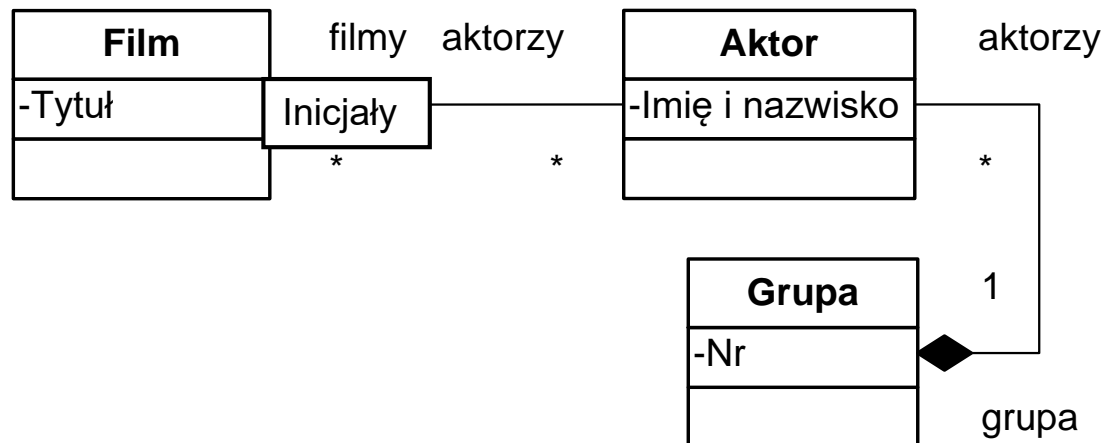 Film
filmy
aktorzy
Aktor
aktorzy
-Tytuł
Inicjały
-Imię i nazwisko
*
*
*
Grupa
1
-Nr
grupa